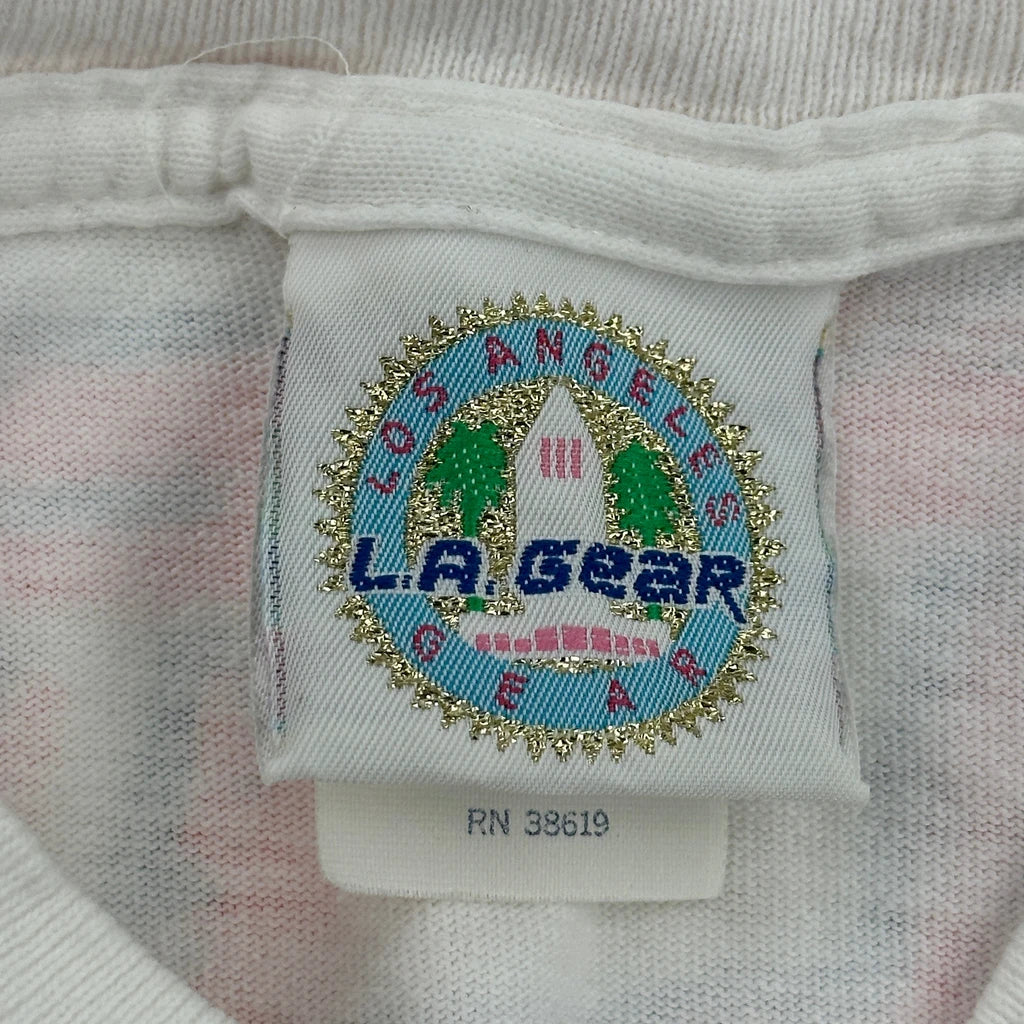 LOS ANGELES
L.A. GeaR
GEAR
RN 38619